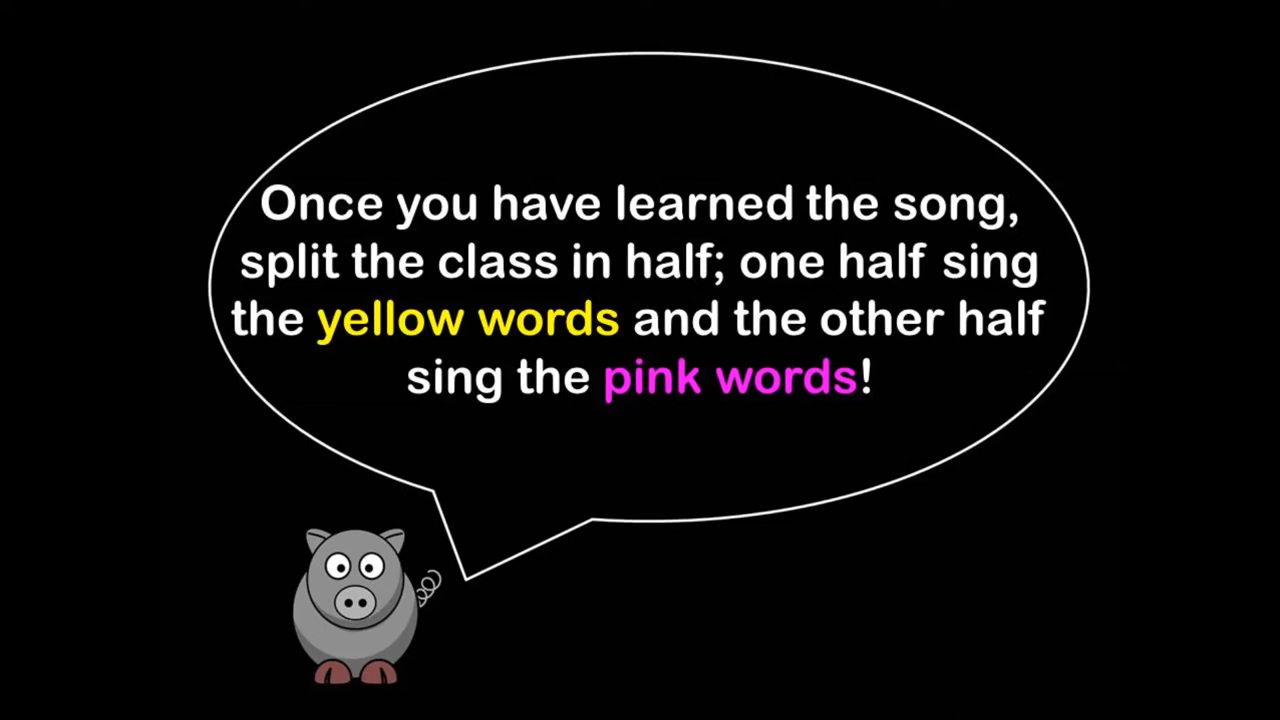 Once you have learned the song,
split the class in half; one half sing
the yellow words and the other half
sing the pink words!